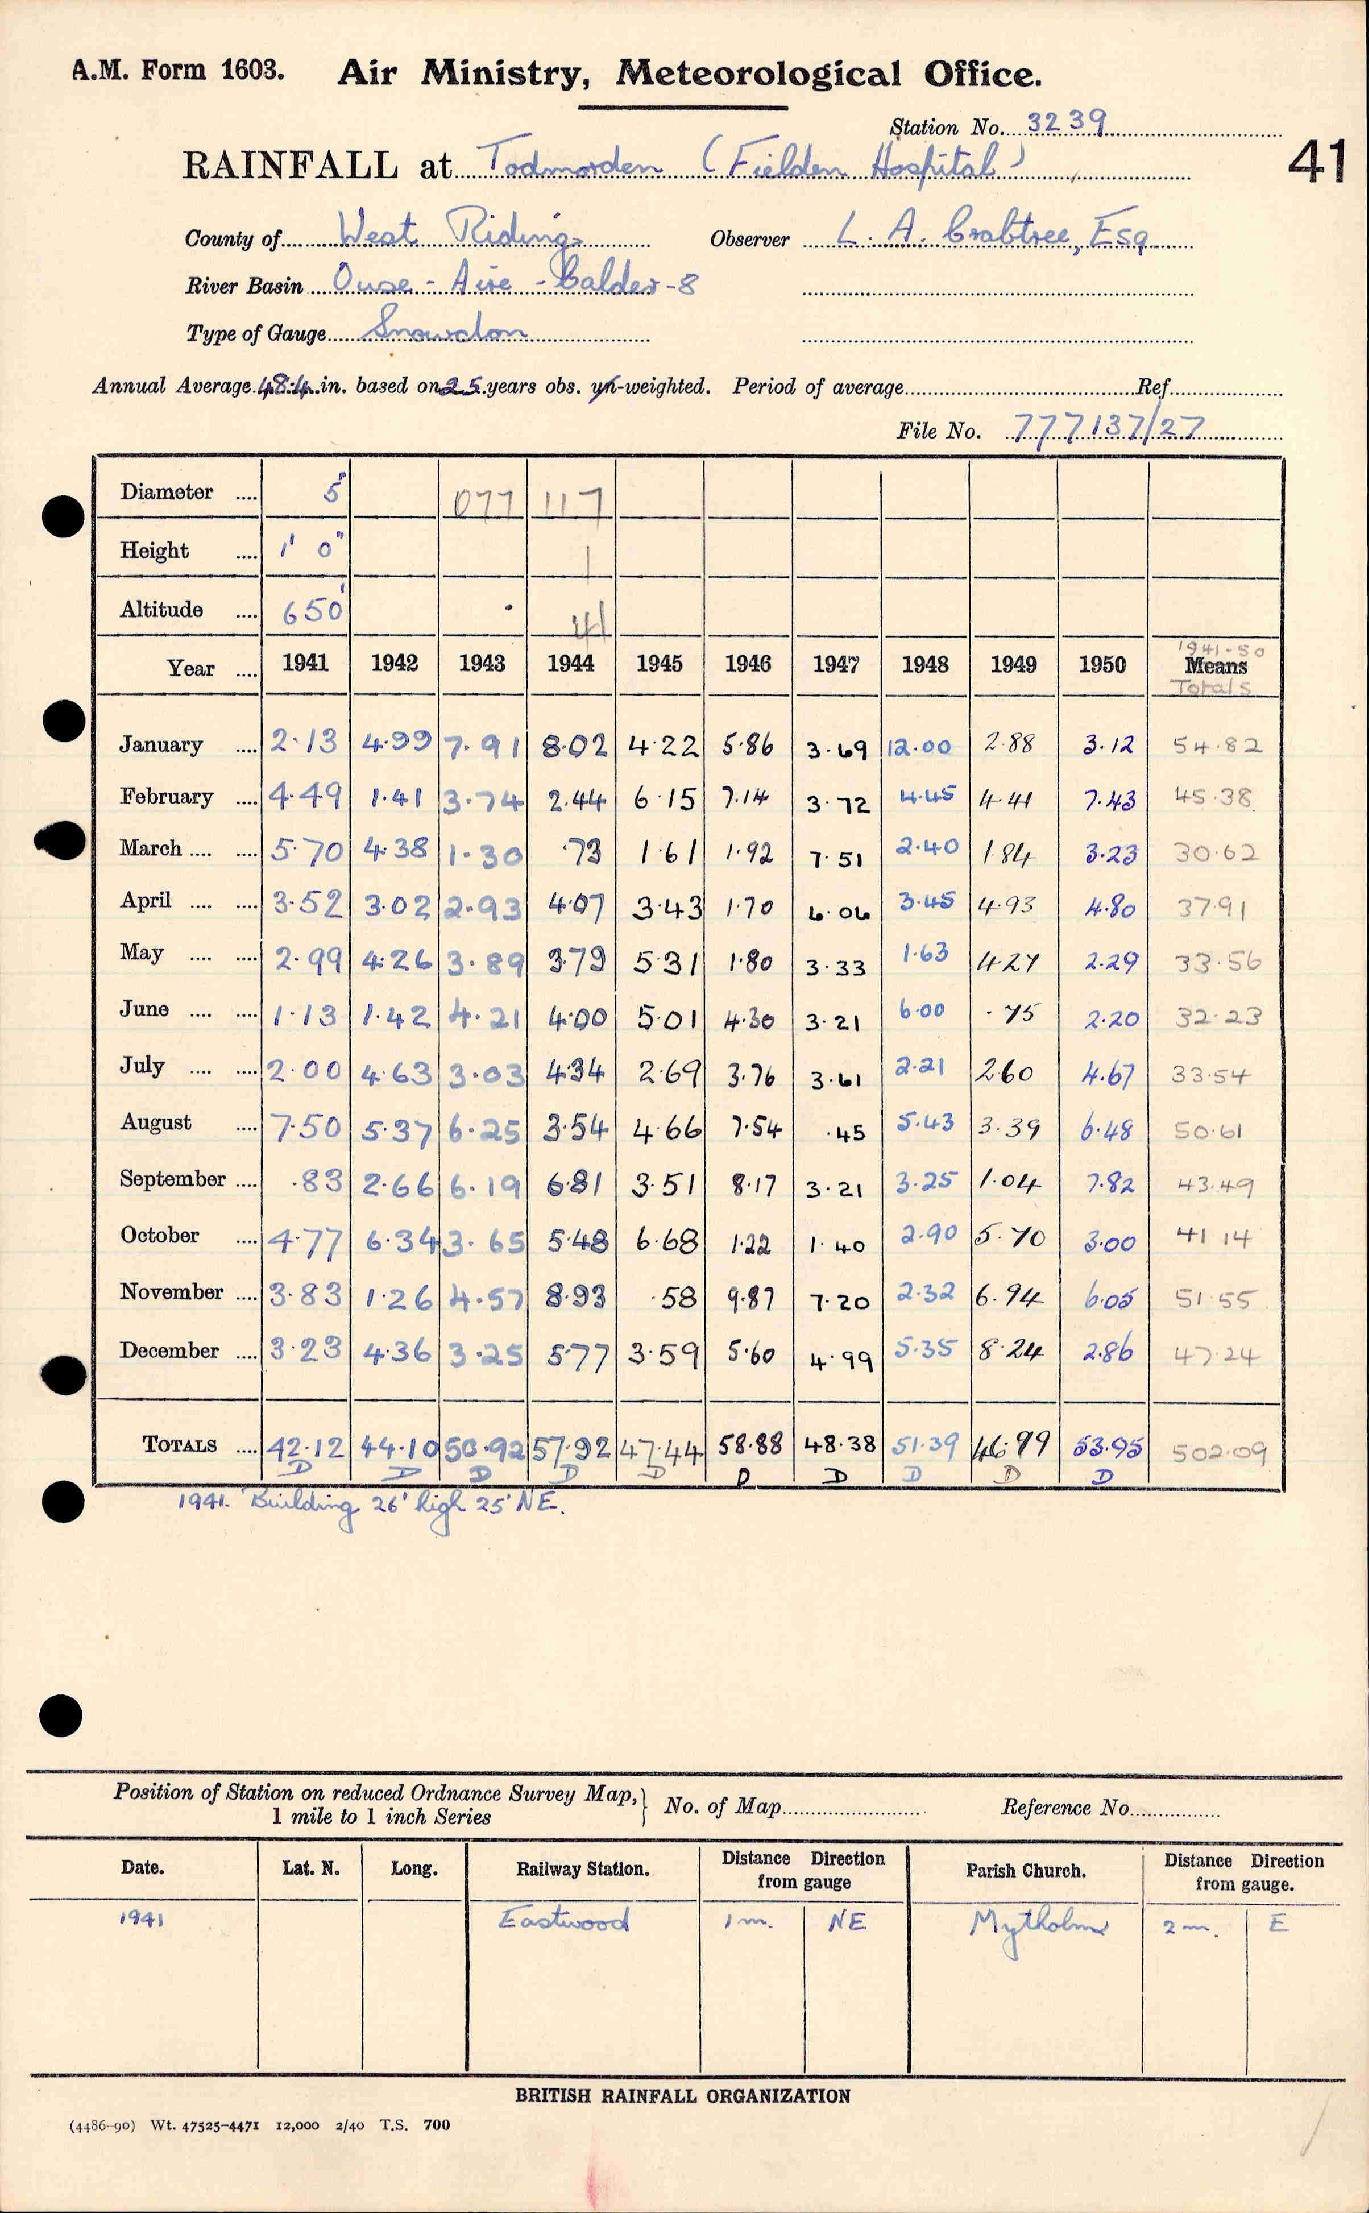 A.M. Form 1603. Air Ministry, Meteorological Office.
Station No. 3239
RAINFALL at Todmorden (Fielden Hospital)
41
County of West Riding Observer L. A. Crabtree, Esq
River Basin Ouse - Aire - Calder - 8
Type of Gauge Snowdon
Annual Average 48.4 in. based on 25 years obs. un-weighted. Period of average Ref.
File No. 777137/27
Diameter .... 5" 077 117
Height .... 1' 0" 1
Altitude .... 650' 41
1941-50
Year .... 1941 1942 1943 1944 1945 1946 1947 1948 1949 1950 Means
Totals
January .... 2.13 4.99 7.91 8.02 4.22 5.86 3.69 12.00 2.88 3.12 54.82
February .... 4.49 1.41 3.74 2.44 6.15 7.14 3.72 4.45 4.41 7.43 45.38
March .... .... 5.70 4.38 1.30 .73 1.61 1.92 7.51 2.40 1.84 3.23 30.62
April .... .... 3.52 3.02 2.93 4.07 3.43 1.70 6.06 3.45 4.93 4.80 37.91
May .... .... 2.99 4.26 3.89 3.79 5.31 1.80 3.33 1.63 4.27 2.29 33.56
June .... .... 1.13 1.42 4.21 4.00 5.01 4.30 3.21 6.00 .75 2.20 32.23
July .... .... 2.00 4.63 3.03 4.34 2.69 3.76 3.61 2.21 2.60 4.67 33.54
August .... 7.50 5.37 6.25 3.54 4.66 7.54 .45 5.43 3.39 6.48 50.61
September .... .83 2.66 6.19 6.81 3.51 8.17 3.21 3.25 1.04 7.82 43.49
October .... 4.77 6.34 3.65 5.48 6.68 1.22 1.40 2.90 5.70 3.00 41.14
November .... 3.83 1.26 4.57 8.93 .58 9.87 7.20 2.32 6.94 6.05 51.55
December .... 3.23 4.36 3.25 5.77 3.59 5.60 4.99 5.35 8.24 2.86 47.24
TOTALS .... 42.12 44.10 50.92 57.92 47.44 58.88 48.38 51.39 46.99 53.95 502.09
D D D D D D D D D D
1941. Building 26' high 25' NE.
Position of Station on reduced Ordnance Survey Map, } No. of Map Reference No.
1 mile to 1 inch Series
Date. Lat. N. Long. Railway Station. Distance Direction from gauge Parish Church. Distance Direction from gauge.
1941 Eastwood 1 m. NE Mytholm 2 m. E
BRITISH RAINFALL ORGANIZATION
(4486-90) Wt. 47525-4471 12,000 2/40 T.S. 700